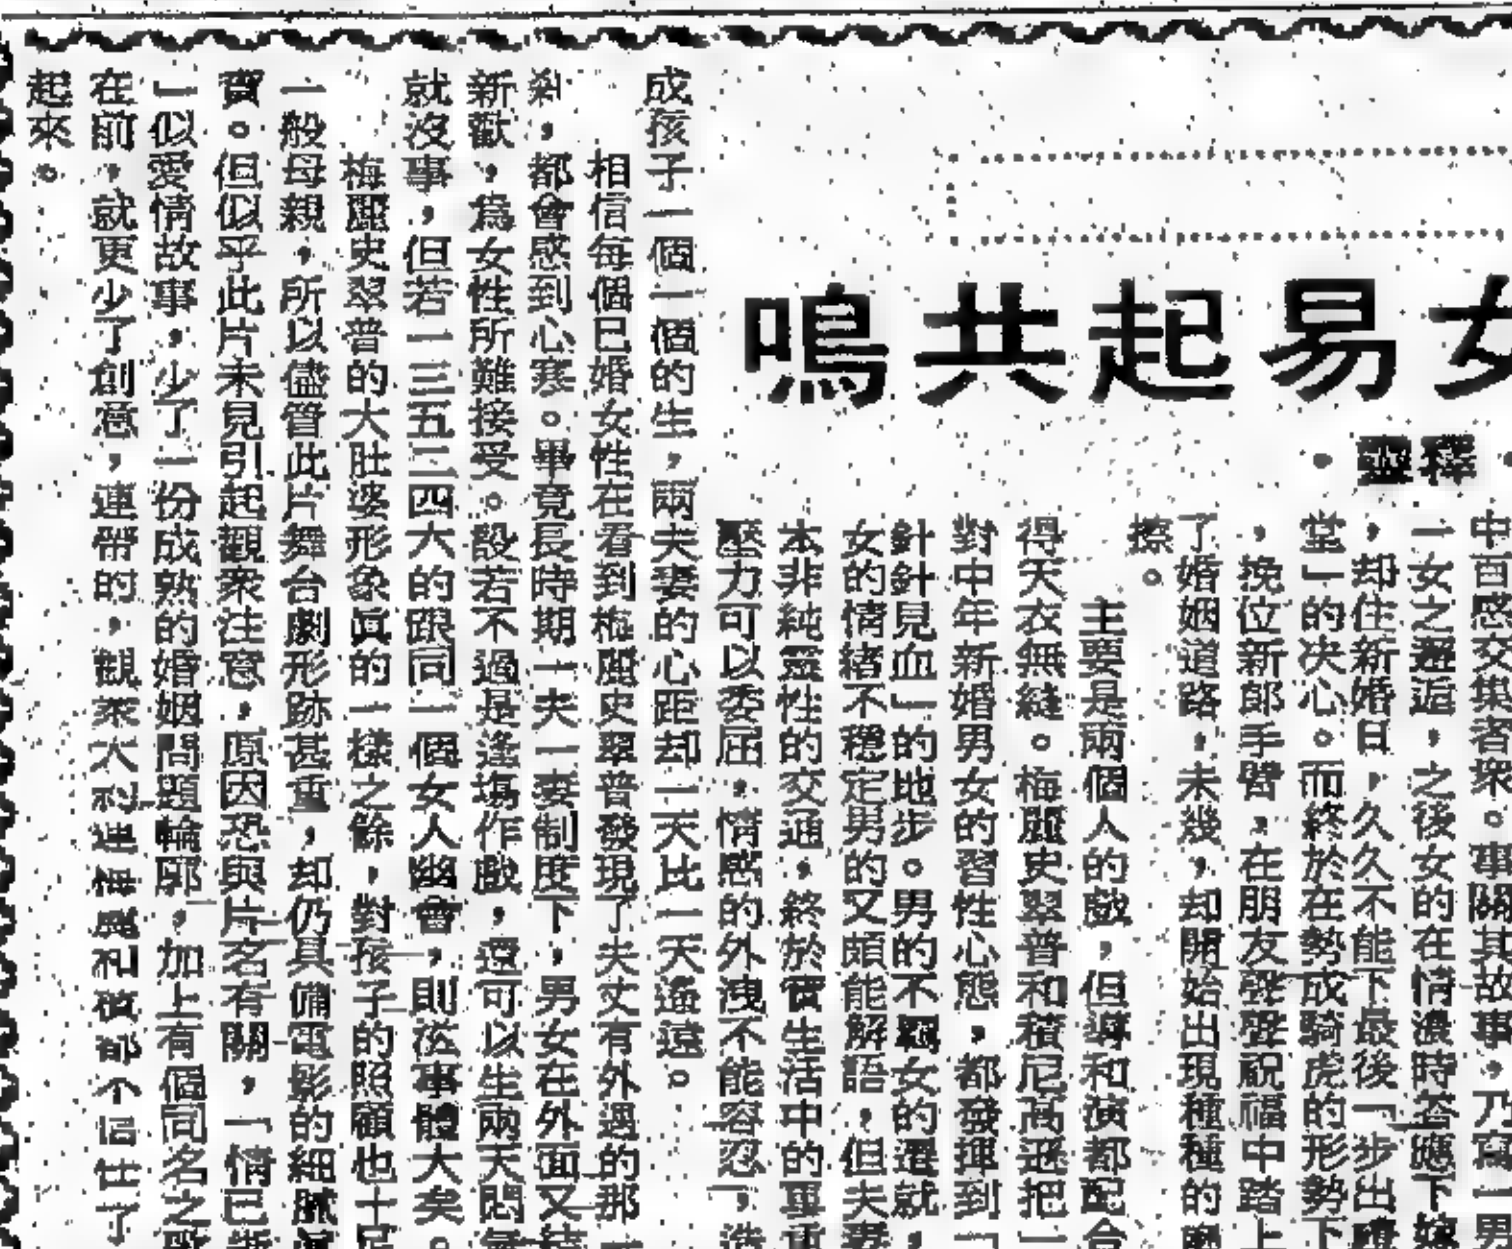 鳴共起易女
·靈釋·
中百感交集者衆。事關其故事,乃寫一男
一女之邂逅,之後女的在情濃時答應下嫁
,却住新婚日,久久不能下最後「一步出
堂」的决心。而終於在勢成騎虎的形勢下
,挽位新郎手臂,在朋友聲聲祝福中踏上
了婚姻道路,未幾,却開始出現種種的
擦。
主要是兩個人的戲,但導和演都配合
得天衣無縫。梅麗史翠普和積尼高遜把一
對中年新婚男女的習性心態,都發揮到「
針針見血」的地步。男的不羈女的遷就,
女的情緒不穩定男的又頗能解語,但夫妻
本非純靈性的交通,終於實生活中的重
壓力可以委屈,情感的外洩不能容忍」,造
成孩子一個一個的生,兩夫妻的心距却一天比一天遙遠。
相信每個已婚女性在看到梅麗史翠普發現了夫丈有外遇的那一
刹,都會感到心寒。畢竟長時期一夫一妻制度下,男女在外面又結
新歡,爲女性所難接受。設若不過是逢塲作戲,還可以生兩天悶氣
就沒事,但若一三五二四六的跟同一個女人幽會,則茲事體大矣。
梅麗史翠普的大肚婆形象眞的一樣之餘,對孩子的照顧也十足
一般母親,所以儘管此片舞台劇形跡甚重,却仍具備電影的細膩
賣。但似乎此片未見引起觀衆注意,原因恐與片名有關,「情已逝
」似愛情故事,少了一份成熟的婚姻問題輪廓,加上有個同名之歌
在前,就更少了創意,連帶的,觀衆大利連梅麗和積都不信任了
起來。